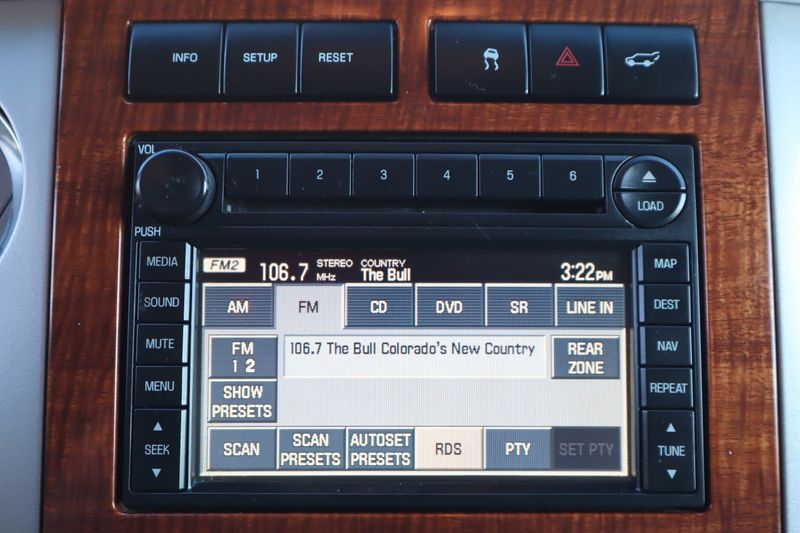 INFO SETUP RESET
VOL
1 2 3 4 5 6
LOAD
PUSH
MEDIA
SOUND
MUTE
MENU
SEEK
FM2 106.7 STEREO MHz COUNTRY The Bull 3:22PM
AM FM CD DVD SR LINE IN
FM 1 2
106.7 The Bull Colorado's New Country
REAR ZONE
SHOW PRESETS
SCAN
SCAN PRESETS
AUTOSET PRESETS
RDS
PTY
SET PTY
MAP
DEST
NAV
REPEAT
TUNE